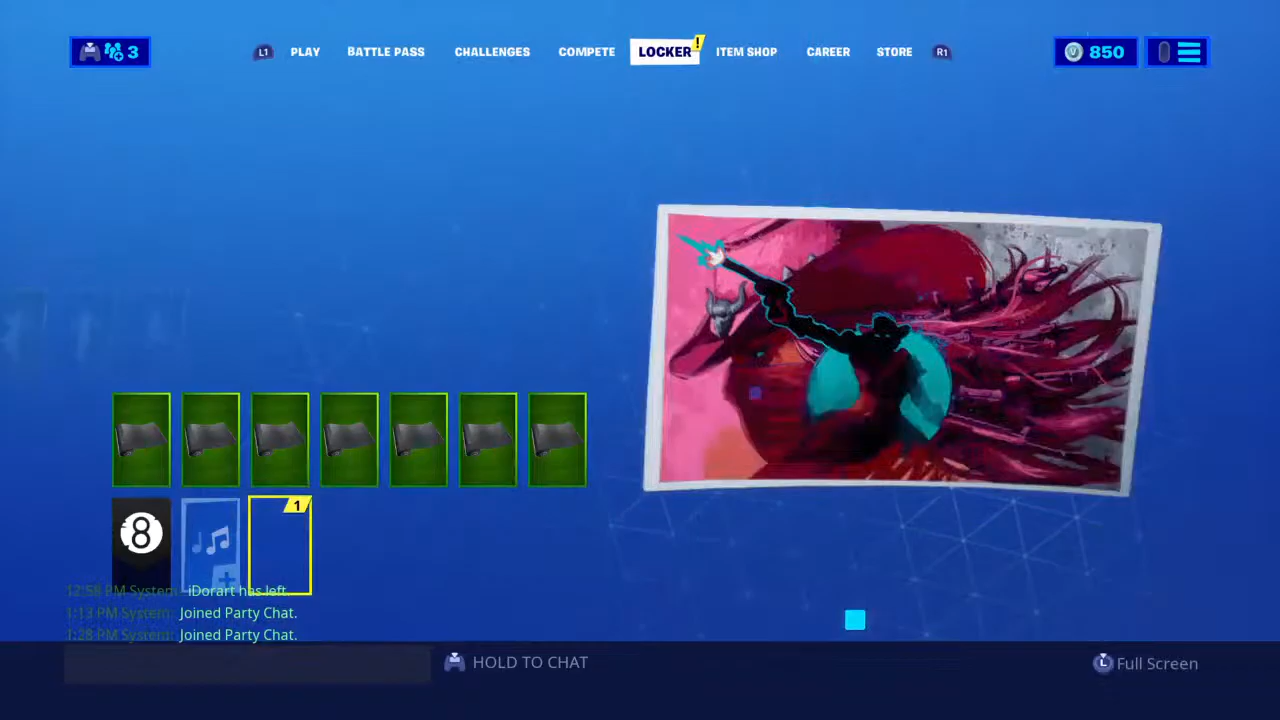 3
L1 PLAY BATTLE PASS CHALLENGES COMPETE LOCKER ! ITEM SHOP CAREER STORE R1
850
8
1
12:58 PM System: -iDorart has left.
1:13 PM System: Joined Party Chat.
1:28 PM System: Joined Party Chat.
HOLD TO CHAT
L Full Screen